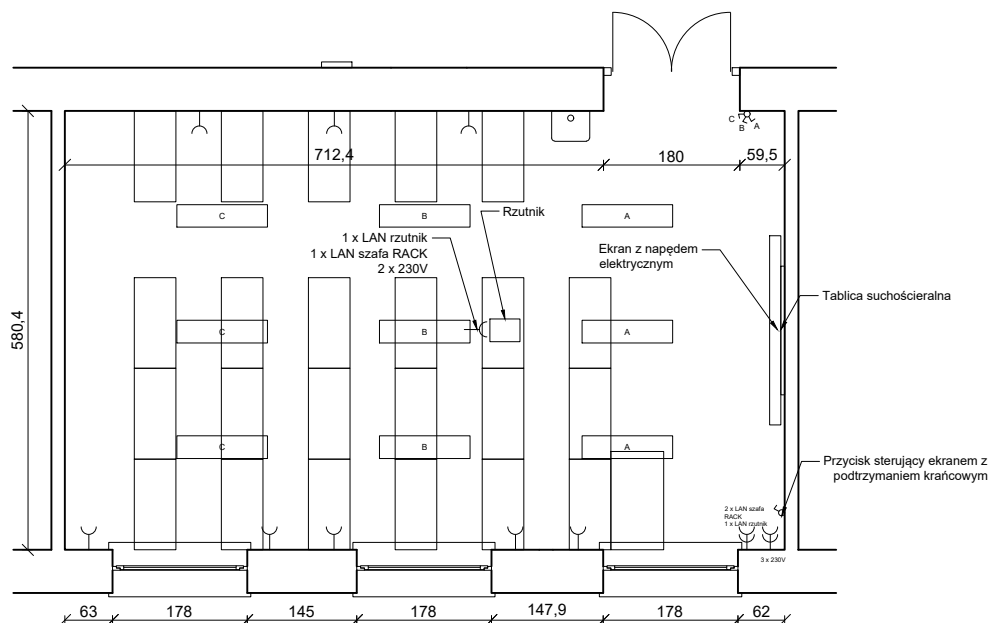 C
B
A
712,4
180
59,5
C
B
A
Rzutnik
1 x LAN rzutnik
1 x LAN szafa RACK
2 x 230V
Ekran z napędem
elektrycznym
Tablica suchościeralna
580,4
C
B
A
C
B
A
Przycisk sterujący ekranem z
podtrzymaniem krańcowym
2 x LAN szafa
RACK
1 x LAN rzutnik
3 x 230V
63
178
145
178
147,9
178
62